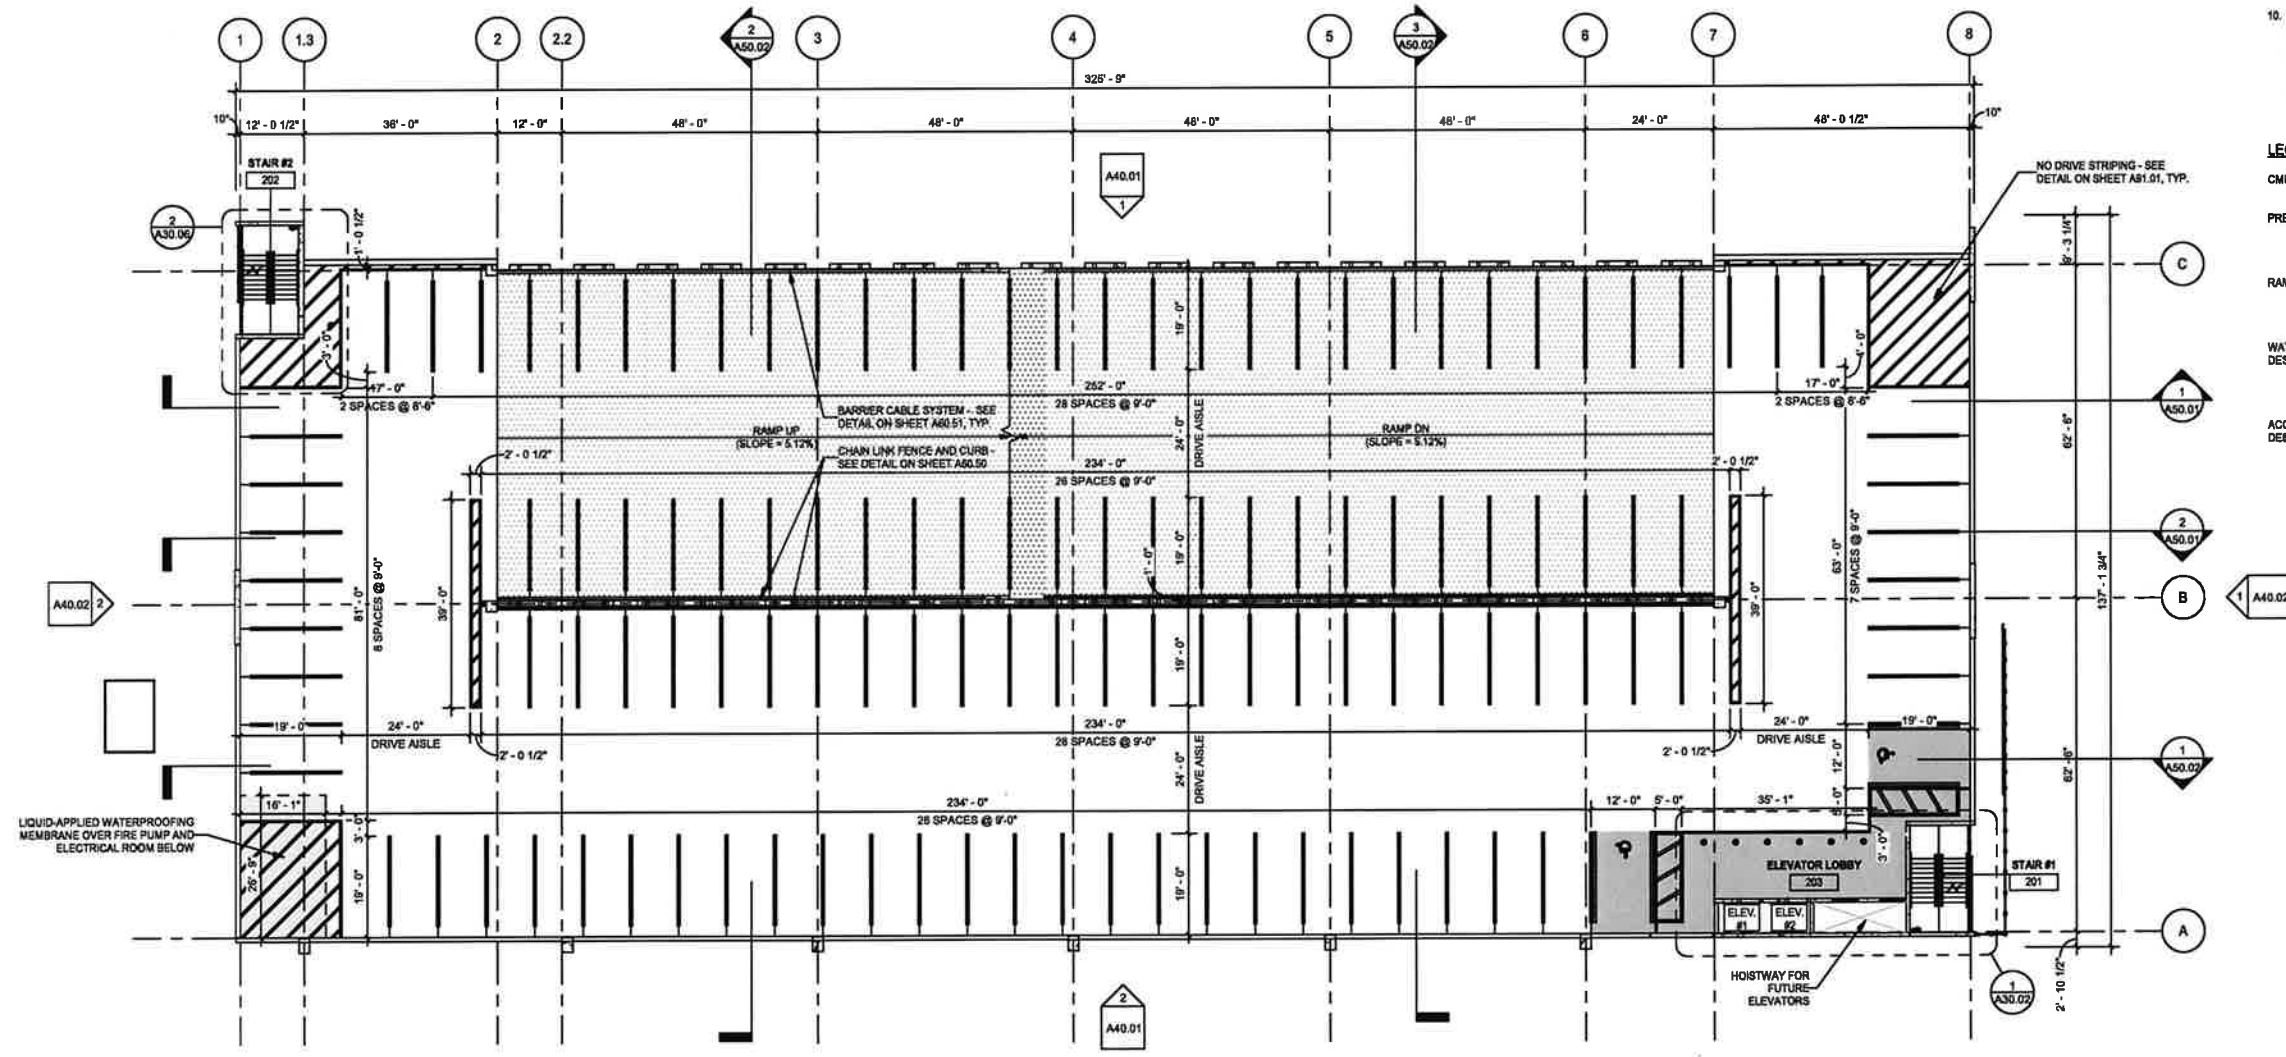 10.
1
1.3
2
2.2
2
A50.02
3
4
5
3
A50.02
6
7
8
325' - 9"
10"
12' - 0 1/2"
36' - 0"
12' - 0"
48' - 0"
48' - 0"
48' - 0"
48' - 0"
24' - 0"
48' - 0 1/2"
10"
STAIR #2
202
A40.01
1
NO DRIVE STRIPING - SEE
DETAIL ON SHEET A81.01, TYP.
2
A30.06
1' - 0 1/2"
9' - 3 1/4"
C
3' - 0"
19' - 0"
4' - 0"
17' - 0"
2 SPACES @ 8'-6"
252' - 0"
28 SPACES @ 9'-0"
17' - 0"
2 SPACES @ 8'-6"
1
A50.01
BARRIER CABLE SYSTEM - SEE
DETAIL ON SHEET A60.51, TYP.
RAMP UP
(SLOPE = 5.12%)
RAMP DN
(SLOPE = 5.12%)
24' - 0"
DRIVE AISLE
62' - 6"
CHAIN LINK FENCE AND CURB -
SEE DETAIL ON SHEET A60.50
2' - 0 1/2"
234' - 0"
26 SPACES @ 9'-0"
2' - 0 1/2"
2
A50.01
19' - 0"
1' - 0"
63' - 0"
7 SPACES @ 9'-0"
39' - 0"
39' - 0"
81' - 0"
137' - 1 3/4"
A40.02
2
B
1
A40.02
19' - 0"
19' - 0"
24' - 0"
DRIVE AISLE
2' - 0 1/2"
234' - 0"
26 SPACES @ 9'-0"
2' - 0 1/2"
24' - 0"
DRIVE AISLE
19' - 0"
24' - 0"
DRIVE AISLE
12' - 0"
62' - 6"
1
A50.02
16' - 1"
234' - 0"
26 SPACES @ 9'-0"
12' - 0"
5' - 0"
35' - 1"
5' - 0"
LIQUID-APPLIED WATERPROOFING
MEMBRANE OVER FIRE PUMP AND
ELECTRICAL ROOM BELOW
3' - 0"
26' - 9"
19' - 0"
19' - 0"
3' - 0"
ELEVATOR LOBBY
203
STAIR #1
201
ELEV.
#1
ELEV.
#2
A
HOISTWAY FOR
FUTURE
ELEVATORS
2
A40.01
1
A30.02
2' - 10 1/2"